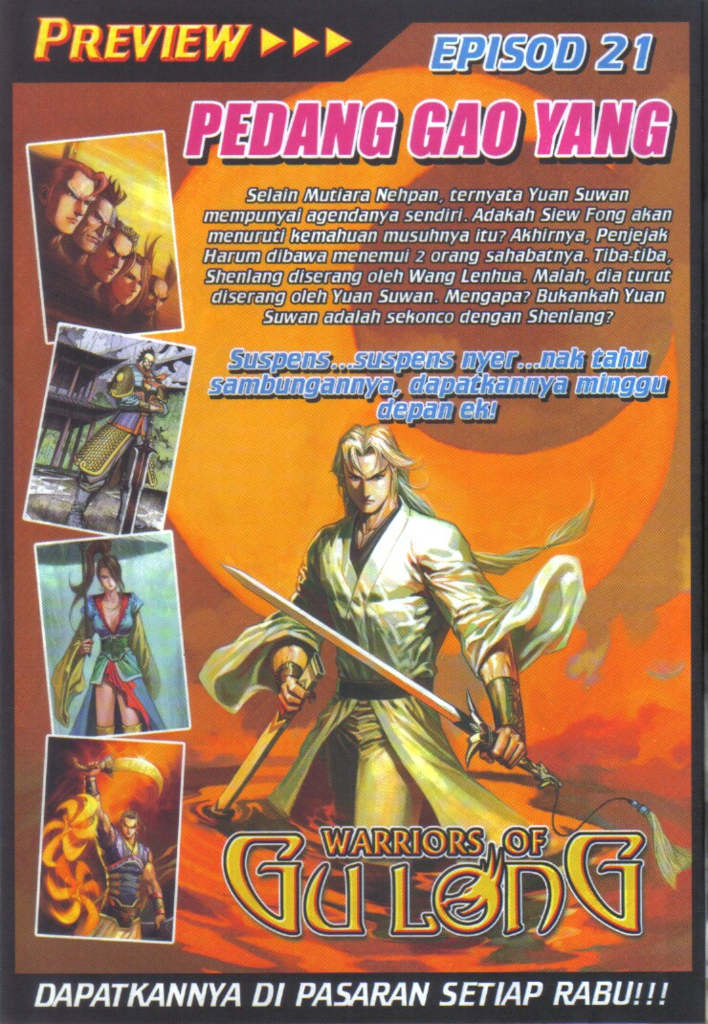 PREVIEW
EPISOD 21
PEDANG GAO YANG
Selain Mutiara Nehpan, ternyata Yuan Suwan
mempunyai agendanya sendiri. Adakah Siew Fong akan
menuruti kemahuan musuhnya itu? Akhirnya, Penjejak
Harum dibawa menemui 2 orang sahabatnya. Tiba-tiba,
Shenlang diserang oleh Wang Lenhua. Malah, dia turut
diserang oleh Yuan Suwan. Mengapa? Bukankah Yuan
Suwan adalah sekonco dengan Shenlang?
Suspens...suspens nyer...nak tahu
sambungannya, dapatkannya minggu
depan ek!
WARRIORS OF
GU LONG
DAPATKANNYA DI PASARAN SETIAP RABU!!!